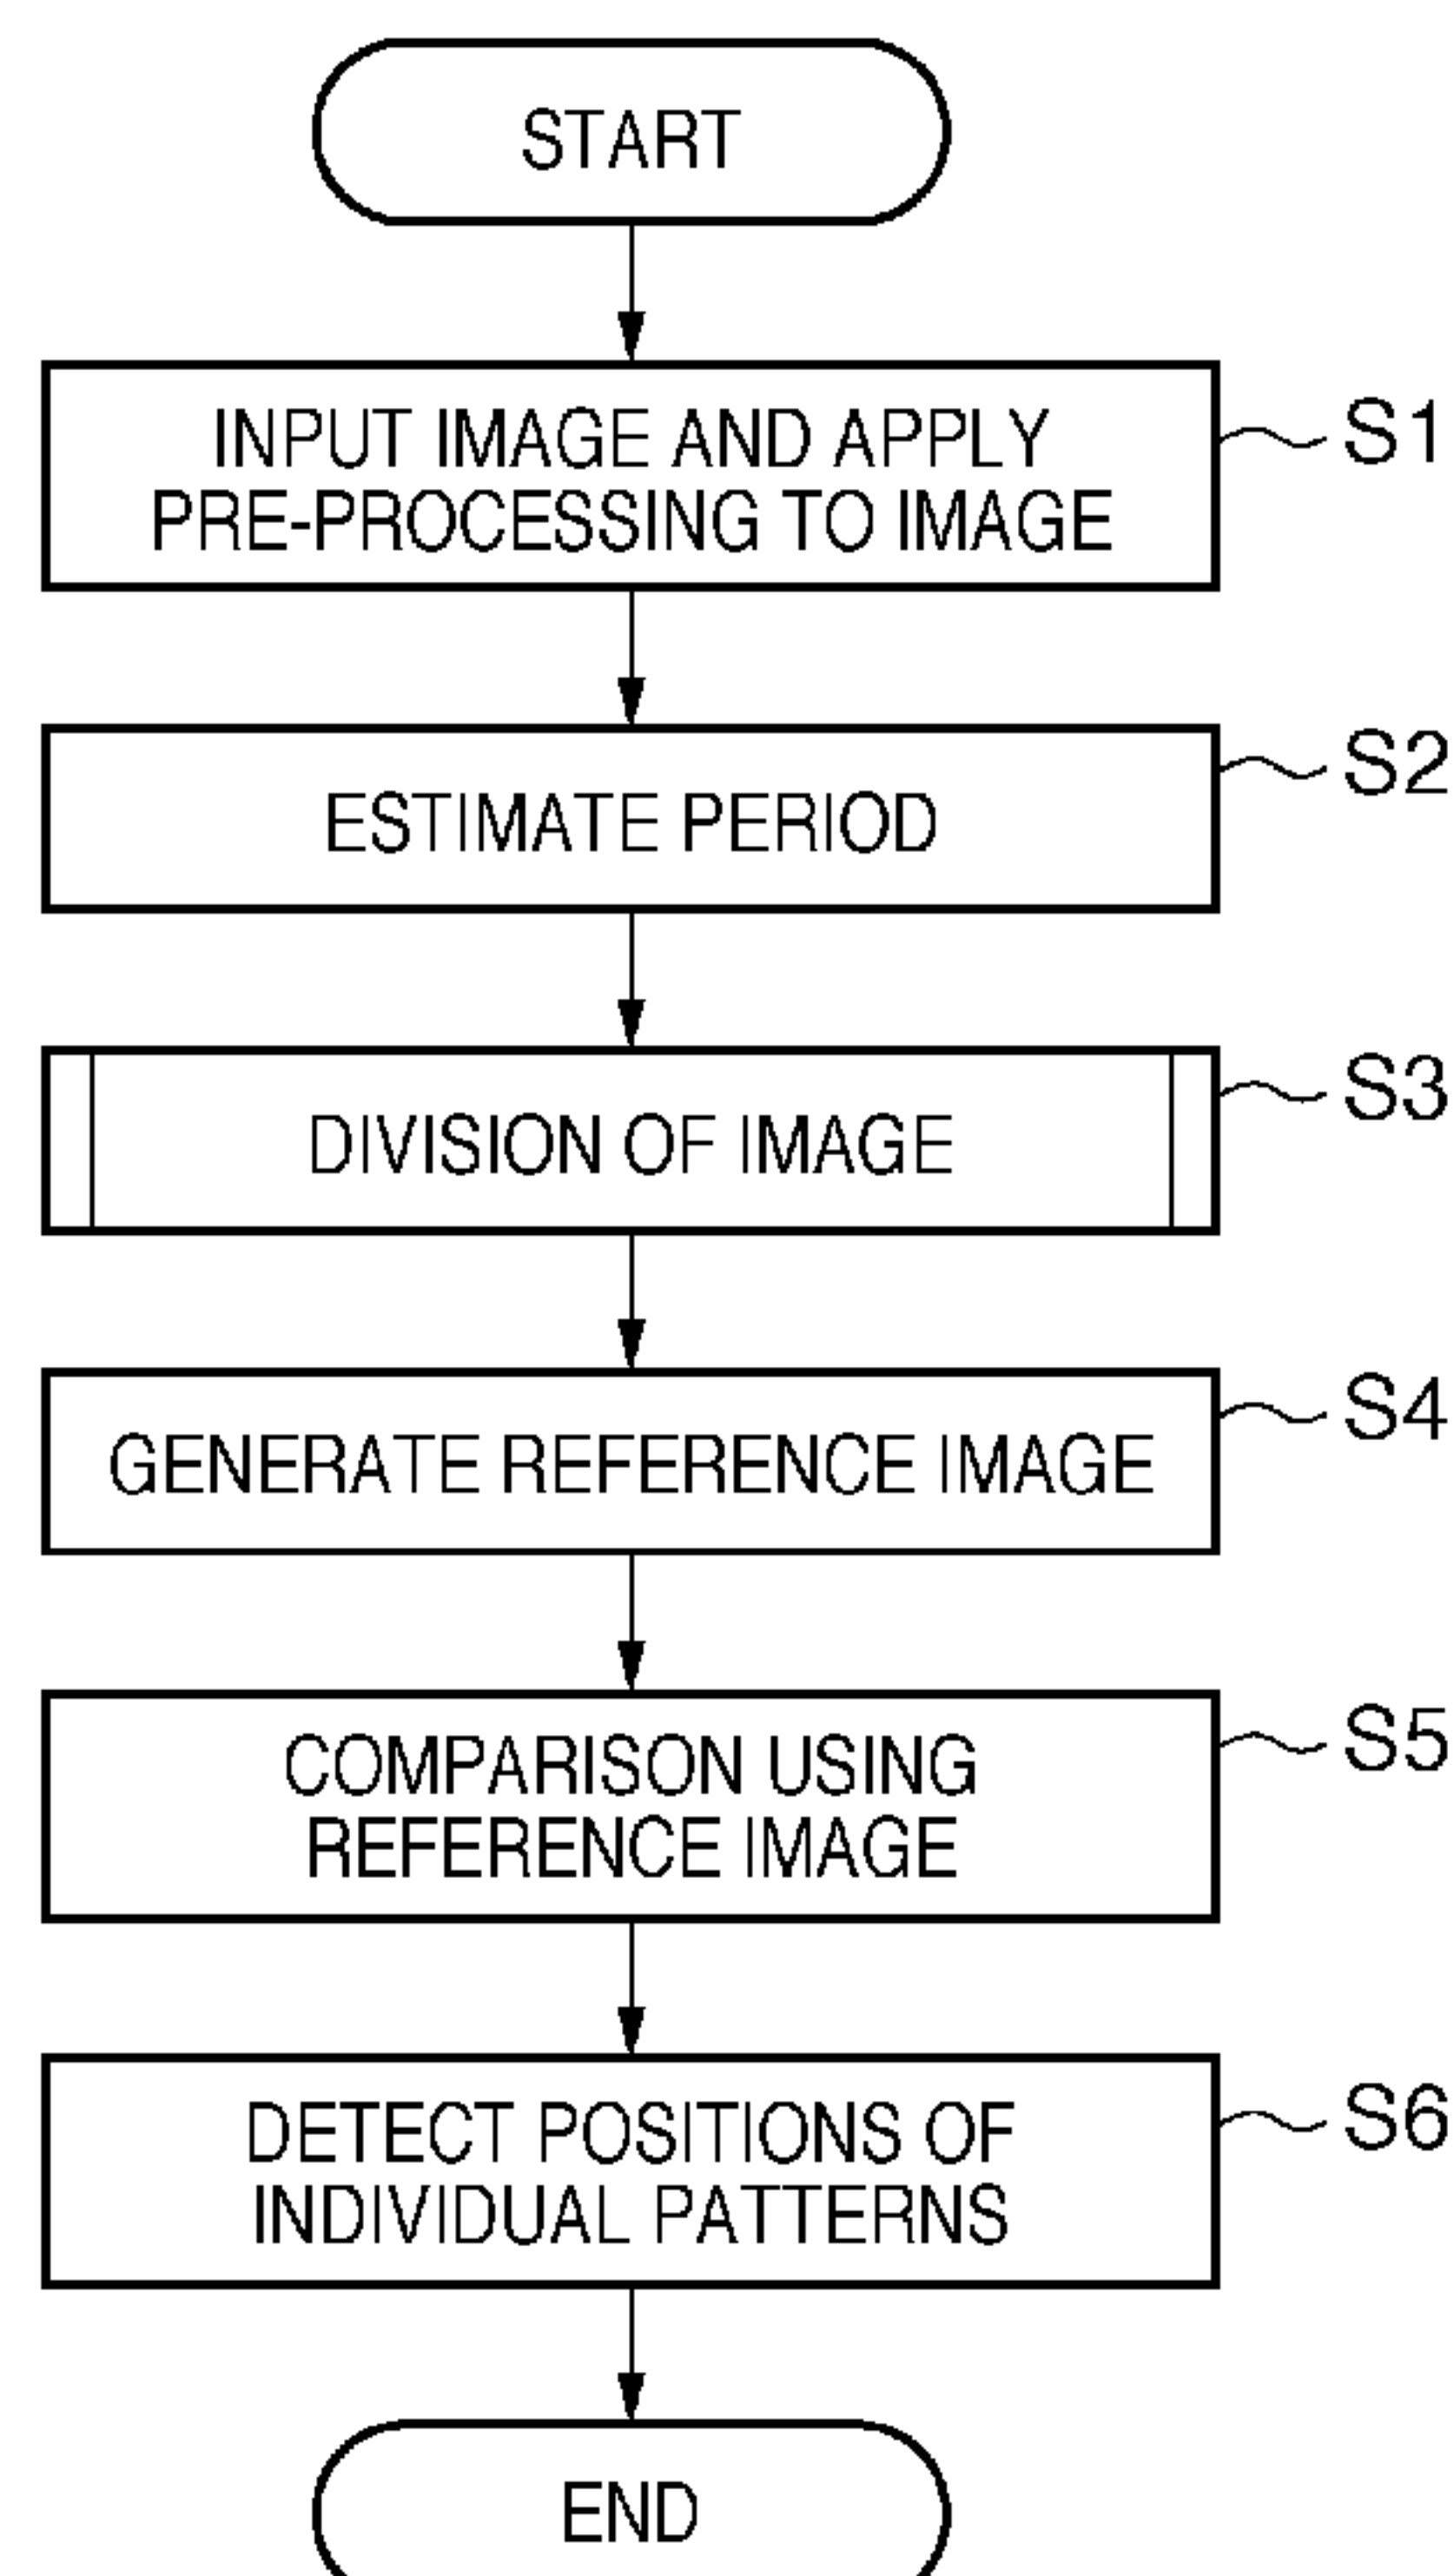 START
INPUT IMAGE AND APPLY
PRE-PROCESSING TO IMAGE
S1
ESTIMATE PERIOD
S2
DIVISION OF IMAGE
S3
GENERATE REFERENCE IMAGE
S4
COMPARISON USING
REFERENCE IMAGE
S5
DETECT POSITIONS OF
INDIVIDUAL PATTERNS
S6
END